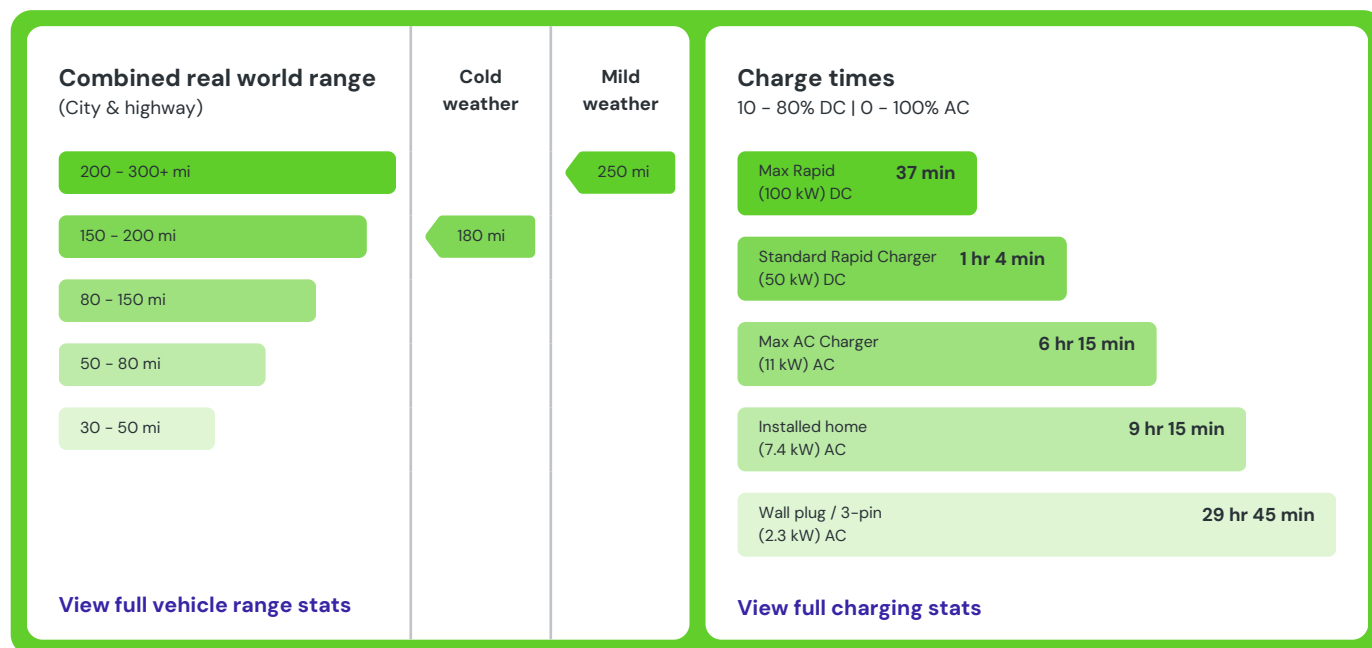 Combined real world range
(City & highway)
Cold
weather
Mild
weather
200 - 300+ mi
250 mi
150 - 200 mi
180 mi
80 - 150 mi
50 - 80 mi
30 - 50 mi
View full vehicle range stats
Charge times
10 - 80% DC | 0 - 100% AC
Max Rapid
(100 kW) DC
37 min
Standard Rapid Charger
(50 kW) DC
1 hr 4 min
Max AC Charger
(11 kW) AC
6 hr 15 min
Installed home
(7.4 kW) AC
9 hr 15 min
Wall plug / 3-pin
(2.3 kW) AC
29 hr 45 min
View full charging stats